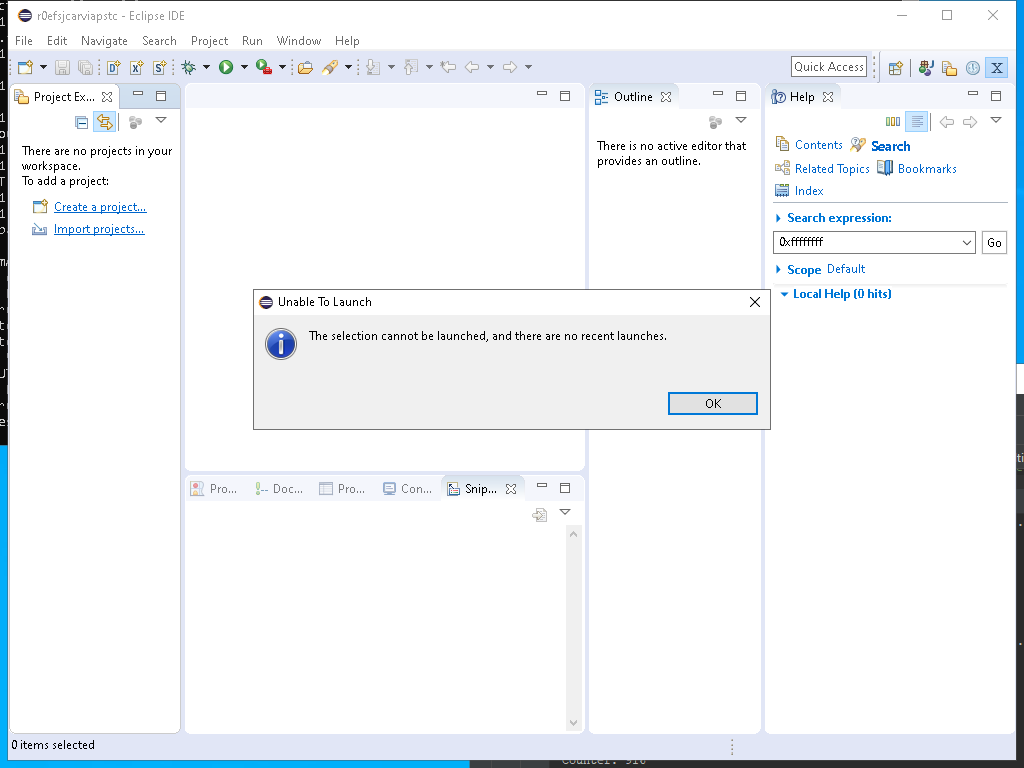 r0efsjcarviapstc - Eclipse IDE
File Edit Navigate Search Project Run Window Help
Quick Access
Project Ex...
Outline
Help
There are no projects in your
workspace.
To add a project:
Create a project...
Import projects...
There is no active editor that
provides an outline.
Contents Search
Related Topics Bookmarks
Index
Search expression:
0xffffffff
Go
Scope Default
Local Help (0 hits)
Unable To Launch
The selection cannot be launched, and there are no recent launches.
OK
Pro... Doc... Pro... Con... Snip...
0 items selected